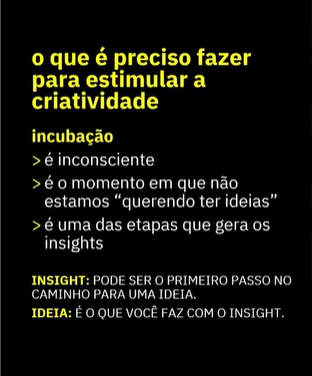 o que é preciso fazer
para estimular a
criatividade
incubação
> é inconsciente
> é o momento em que não
estamos “querendo ter ideias”
> é uma das etapas que gera os
insights
INSIGHT: PODE SER O PRIMEIRO PASSO NO
CAMINHO PARA UMA IDEIA.
IDEIA: É O QUE VOCÊ FAZ COM O INSIGHT.